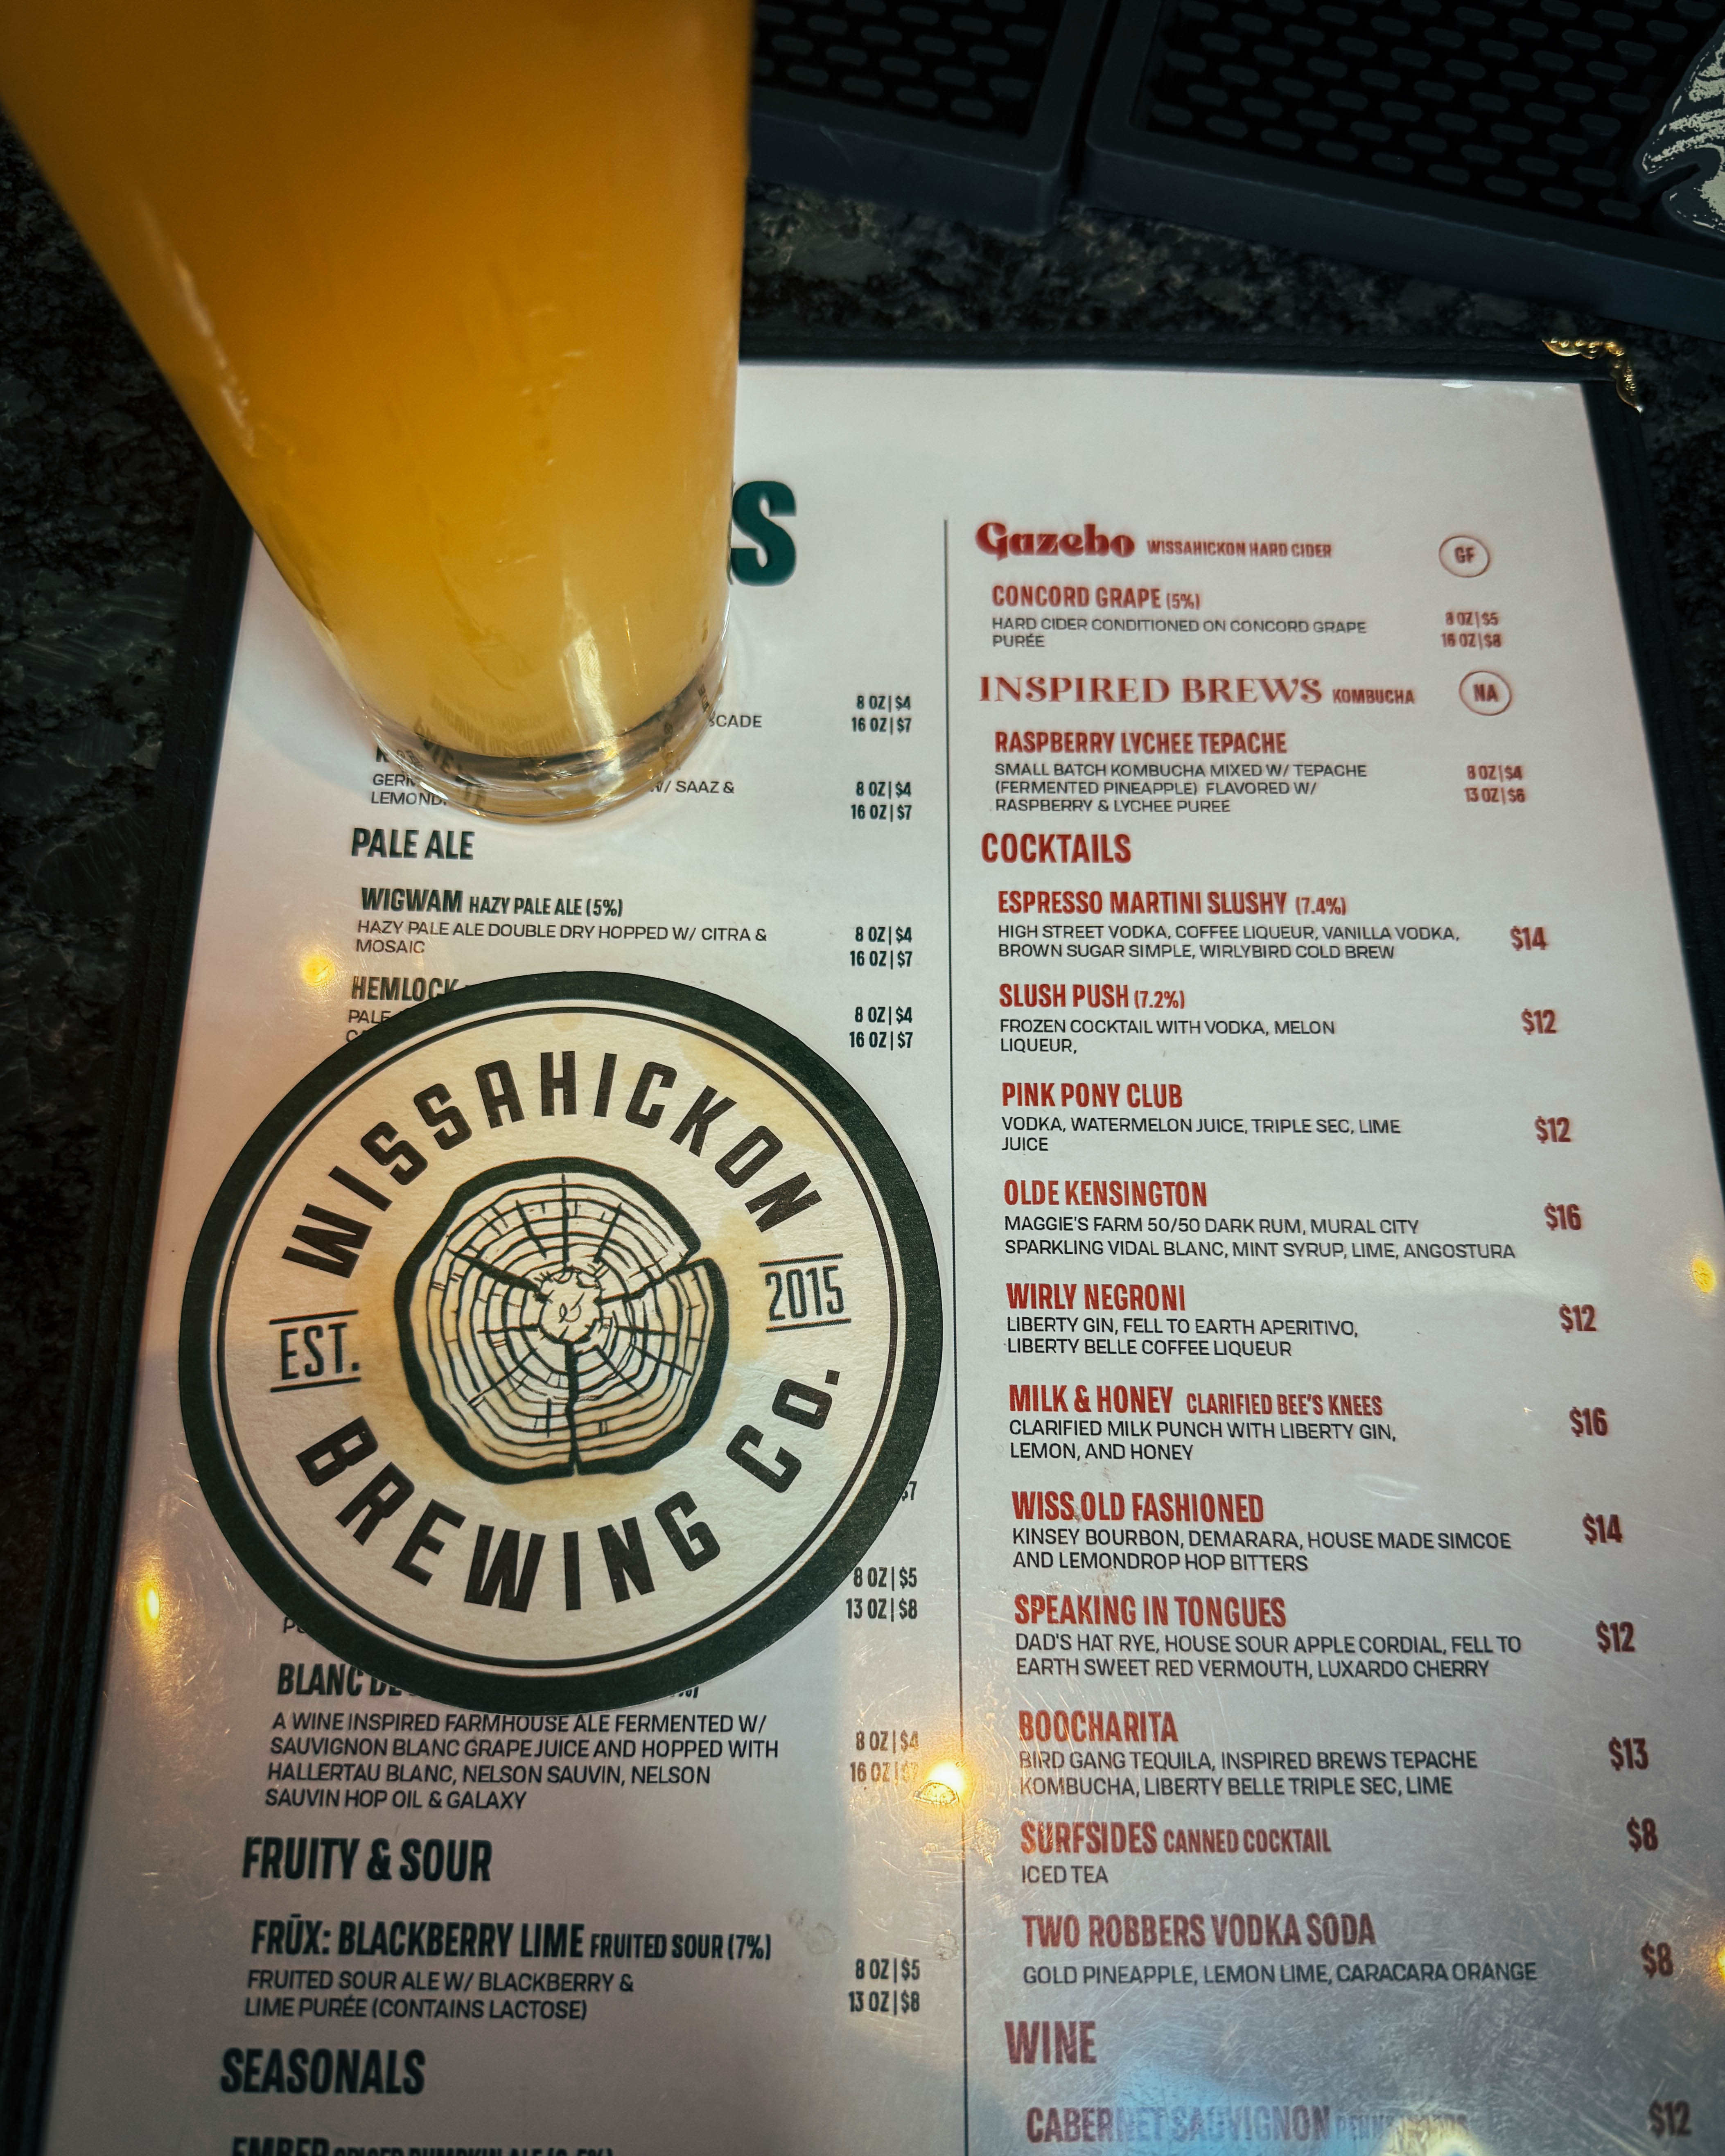 S
SCADE
8 OZ | $4
16 OZ | $7
GERM
W/ SAAZ &
LEMOND
8 OZ | $4
16 OZ | $7
PALE ALE
WIGWAM HAZY PALE ALE (5%)
HAZY PALE ALE DOUBLE DRY HOPPED W/ CITRA &
MOSAIC
8 OZ | $4
16 OZ | $7
HEMLOCK
PALE
8 OZ | $4
16 OZ | $7
WISSAHICKON
EST. 2015
BREWING Co.
$7
8 OZ | $5
13 OZ | $8
BLANC DE
A WINE INSPIRED FARMHOUSE ALE FERMENTED W/
SAUVIGNON BLANC GRAPE JUICE AND HOPPED WITH
HALLERTAU BLANC, NELSON SAUVIN, NELSON
SAUVIN HOP OIL & GALAXY
8 OZ | $4
16 OZ |
FRUITY & SOUR
FRŪX: BLACKBERRY LIME FRUITED SOUR (7%)
FRUITED SOUR ALE W/ BLACKBERRY &
LIME PURÉE (CONTAINS LACTOSE)
8 OZ | $5
13 OZ | $8
SEASONALS
EMBER SPICED PUMPKIN ALE
Gazebo WISSAHICKON HARD CIDER GF
CONCORD GRAPE (5%)
HARD CIDER CONDITIONED ON CONCORD GRAPE
PURÉE
8 OZ | $5
16 OZ | $8
INSPIRED BREWS KOMBUCHA NA
RASPBERRY LYCHEE TEPACHE
SMALL BATCH KOMBUCHA MIXED W/ TEPACHE
(FERMENTED PINEAPPLE) FLAVORED W/
RASPBERRY & LYCHEE PUREE
8 OZ | $4
13 OZ | $6
COCKTAILS
ESPRESSO MARTINI SLUSHY (7.4%)
HIGH STREET VODKA, COFFEE LIQUEUR, VANILLA VODKA,
BROWN SUGAR SIMPLE, WIRLYBIRD COLD BREW
$14
SLUSH PUSH (7.2%)
FROZEN COCKTAIL WITH VODKA, MELON
LIQUEUR,
$12
PINK PONY CLUB
VODKA, WATERMELON JUICE, TRIPLE SEC, LIME
JUICE
$12
OLDE KENSINGTON
MAGGIE'S FARM 50/50 DARK RUM, MURAL CITY
SPARKLING VIDAL BLANC, MINT SYRUP, LIME, ANGOSTURA
$16
WIRLY NEGRONI
LIBERTY GIN, FELL TO EARTH APERITIVO,
LIBERTY BELLE COFFEE LIQUEUR
$12
MILK & HONEY CLARIFIED BEE'S KNEES
CLARIFIED MILK PUNCH WITH LIBERTY GIN,
LEMON, AND HONEY
$16
WISS OLD FASHIONED
KINSEY BOURBON, DEMARARA, HOUSE MADE SIMCOE
AND LEMONDROP HOP BITTERS
$14
SPEAKING IN TONGUES
DAD'S HAT RYE, HOUSE SOUR APPLE CORDIAL, FELL TO
EARTH SWEET RED VERMOUTH, LUXARDO CHERRY
$12
BOOCHARITA
BIRD GANG TEQUILA, INSPIRED BREWS TEPACHE
KOMBUCHA, LIBERTY BELLE TRIPLE SEC, LIME
$13
SURFSIDES CANNED COCKTAIL
ICED TEA
$8
TWO ROBBERS VODKA SODA
GOLD PINEAPPLE, LEMON LIME, CARACARA ORANGE
$8
WINE
CABERNET SAUVIGNON
$12